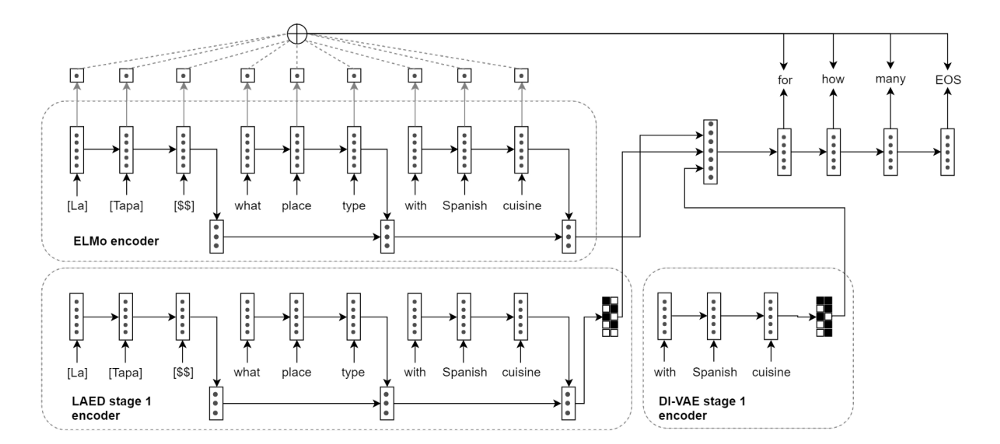 for how many EOS
[La] [Tapa] [$$] what place type with Spanish cuisine
ELMo encoder
[La] [Tapa] [$$] what place type with Spanish cuisine
LAED stage 1
encoder
with Spanish cuisine
DI-VAE stage 1
encoder